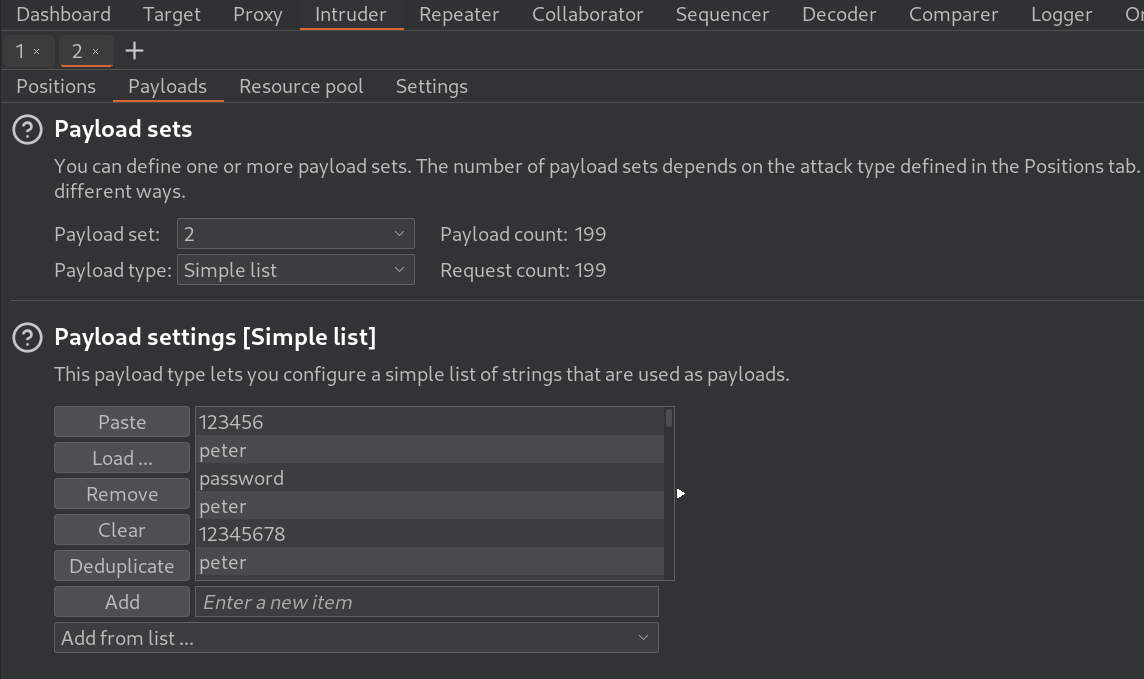 Dashboard Target Proxy Intruder Repeater Collaborator Sequencer Decoder Comparer Logger
1 × 2 × +
Positions Payloads Resource pool Settings
? Payload sets
You can define one or more payload sets. The number of payload sets depends on the attack type defined in the Positions tab.
different ways.
Payload set: 2 Payload count: 199
Payload type: Simple list Request count: 199
? Payload settings [Simple list]
This payload type lets you configure a simple list of strings that are used as payloads.
Paste 123456
peter
Load ... password
Remove peter
Clear 12345678
Deduplicate peter
Add Enter a new item
Add from list ...